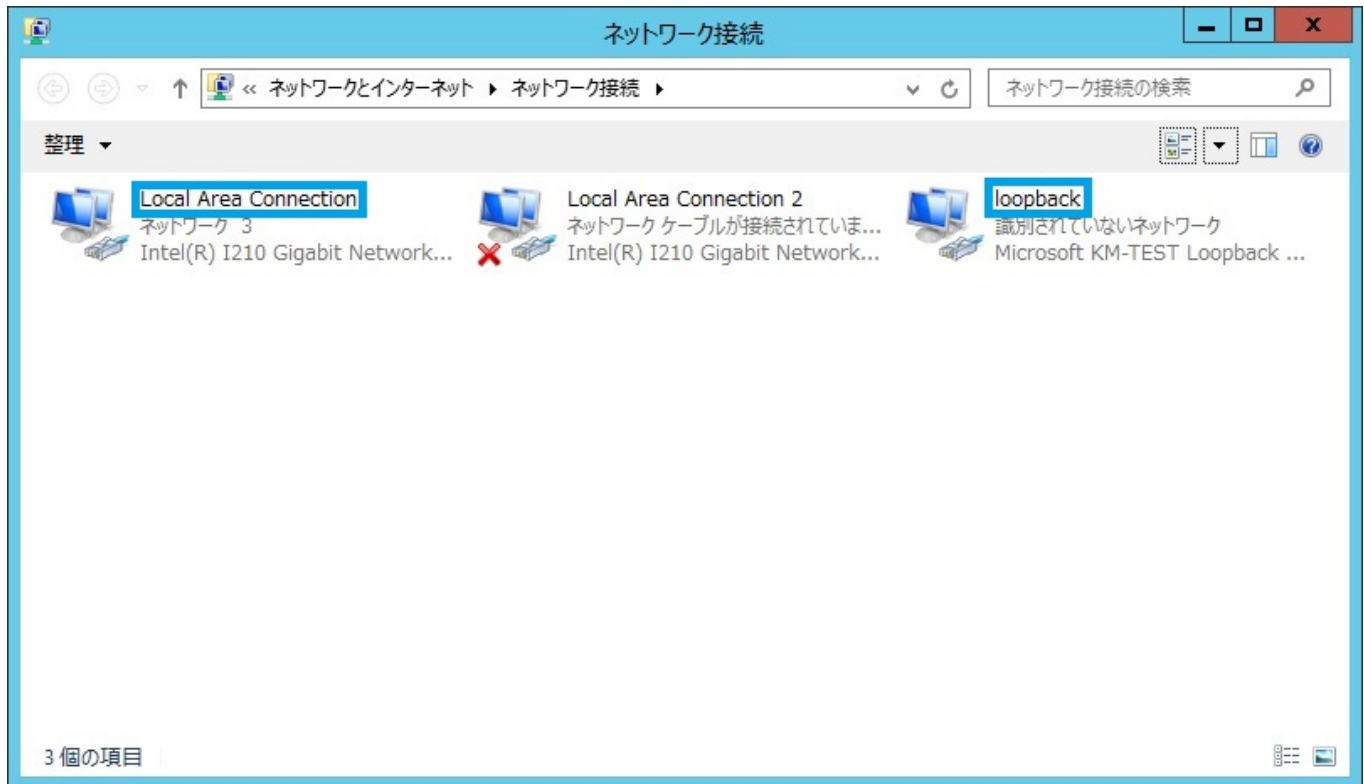 ネットワーク接続
« ネットワークとインターネット ▸ ネットワーク接続 ▸
ネットワーク接続の検索
整理 ▼
Local Area Connection
ネットワーク 3
Intel(R) I210 Gigabit Network...
Local Area Connection 2
ネットワーク ケーブルが接続されていま...
Intel(R) I210 Gigabit Network...
loopback
識別されていないネットワーク
Microsoft KM-TEST Loopback ...
3 個の項目